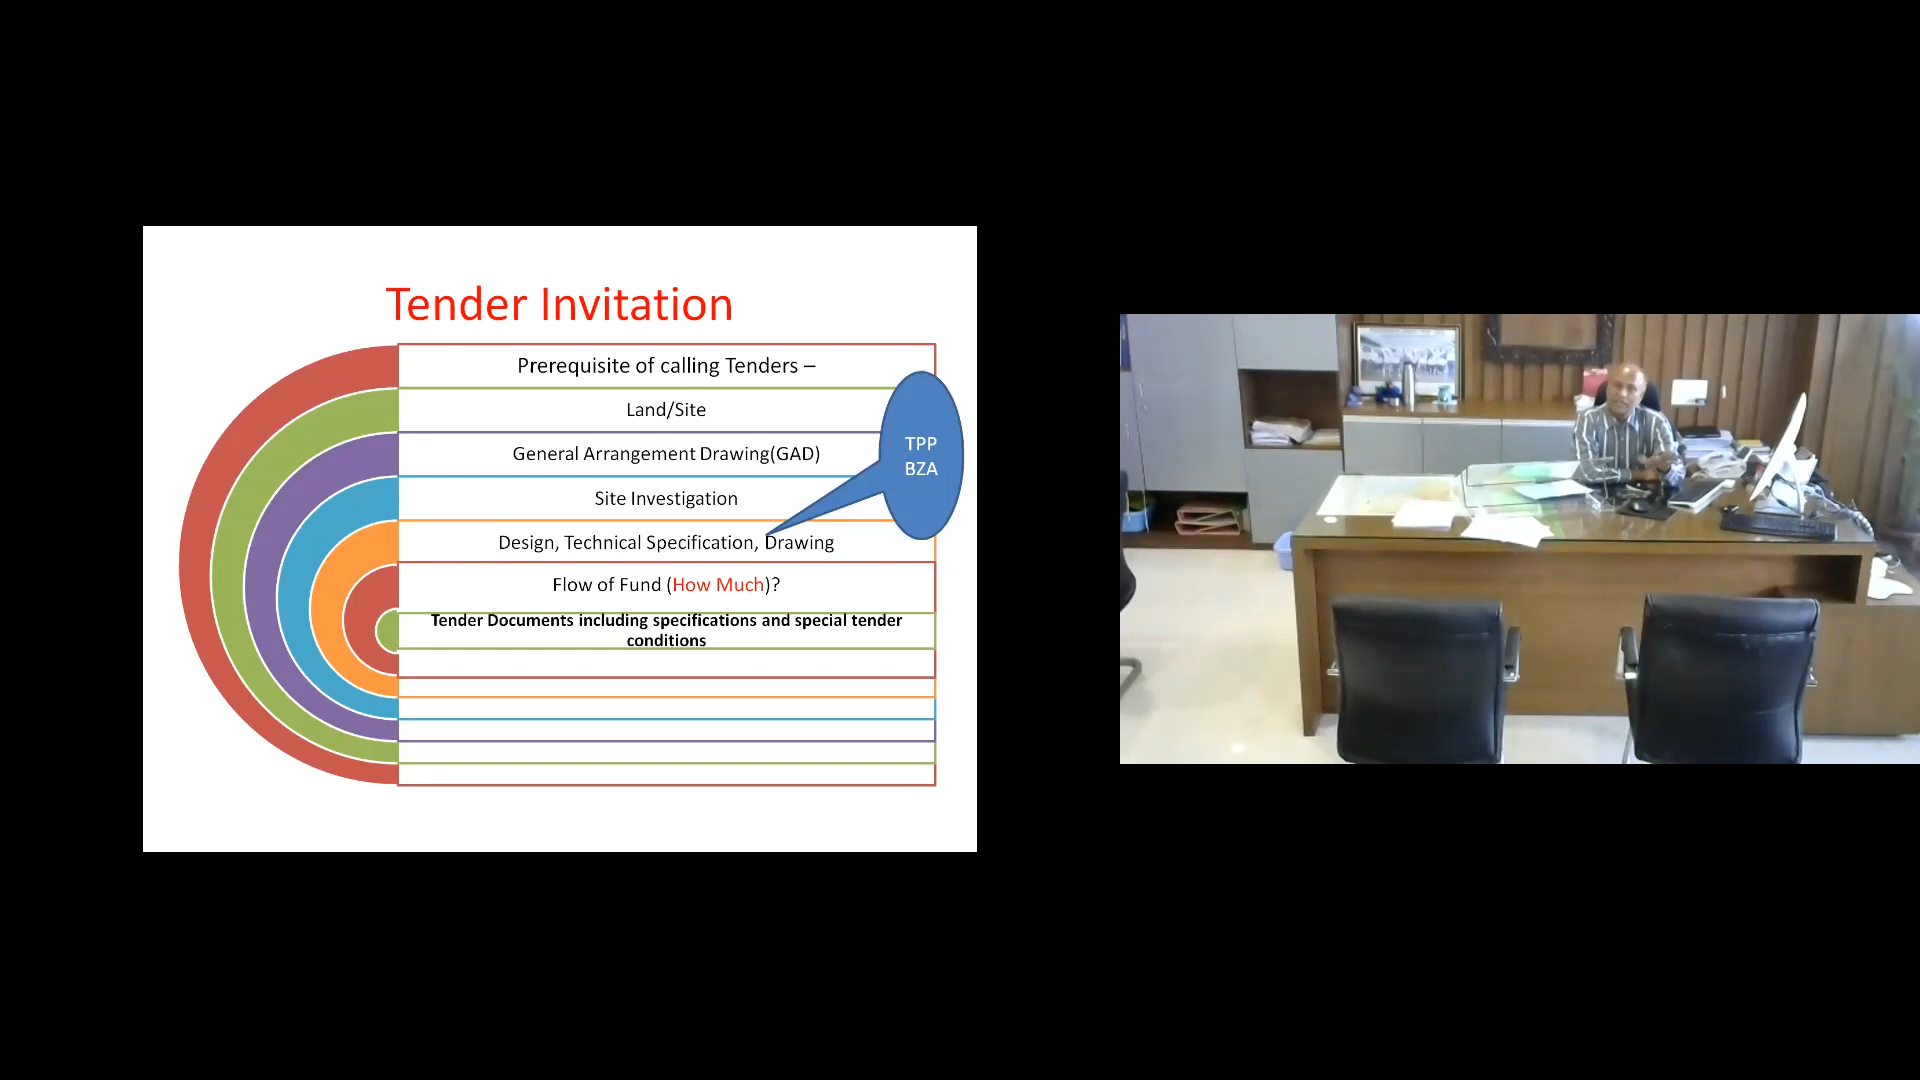 Tender Invitation
Prerequisite of calling Tenders –
Land/Site
General Arrangement Drawing(GAD)
TPP
BZA
Site Investigation
Design, Technical Specification, Drawing
Flow of Fund (How Much)?
Tender Documents including specifications and special tender
conditions